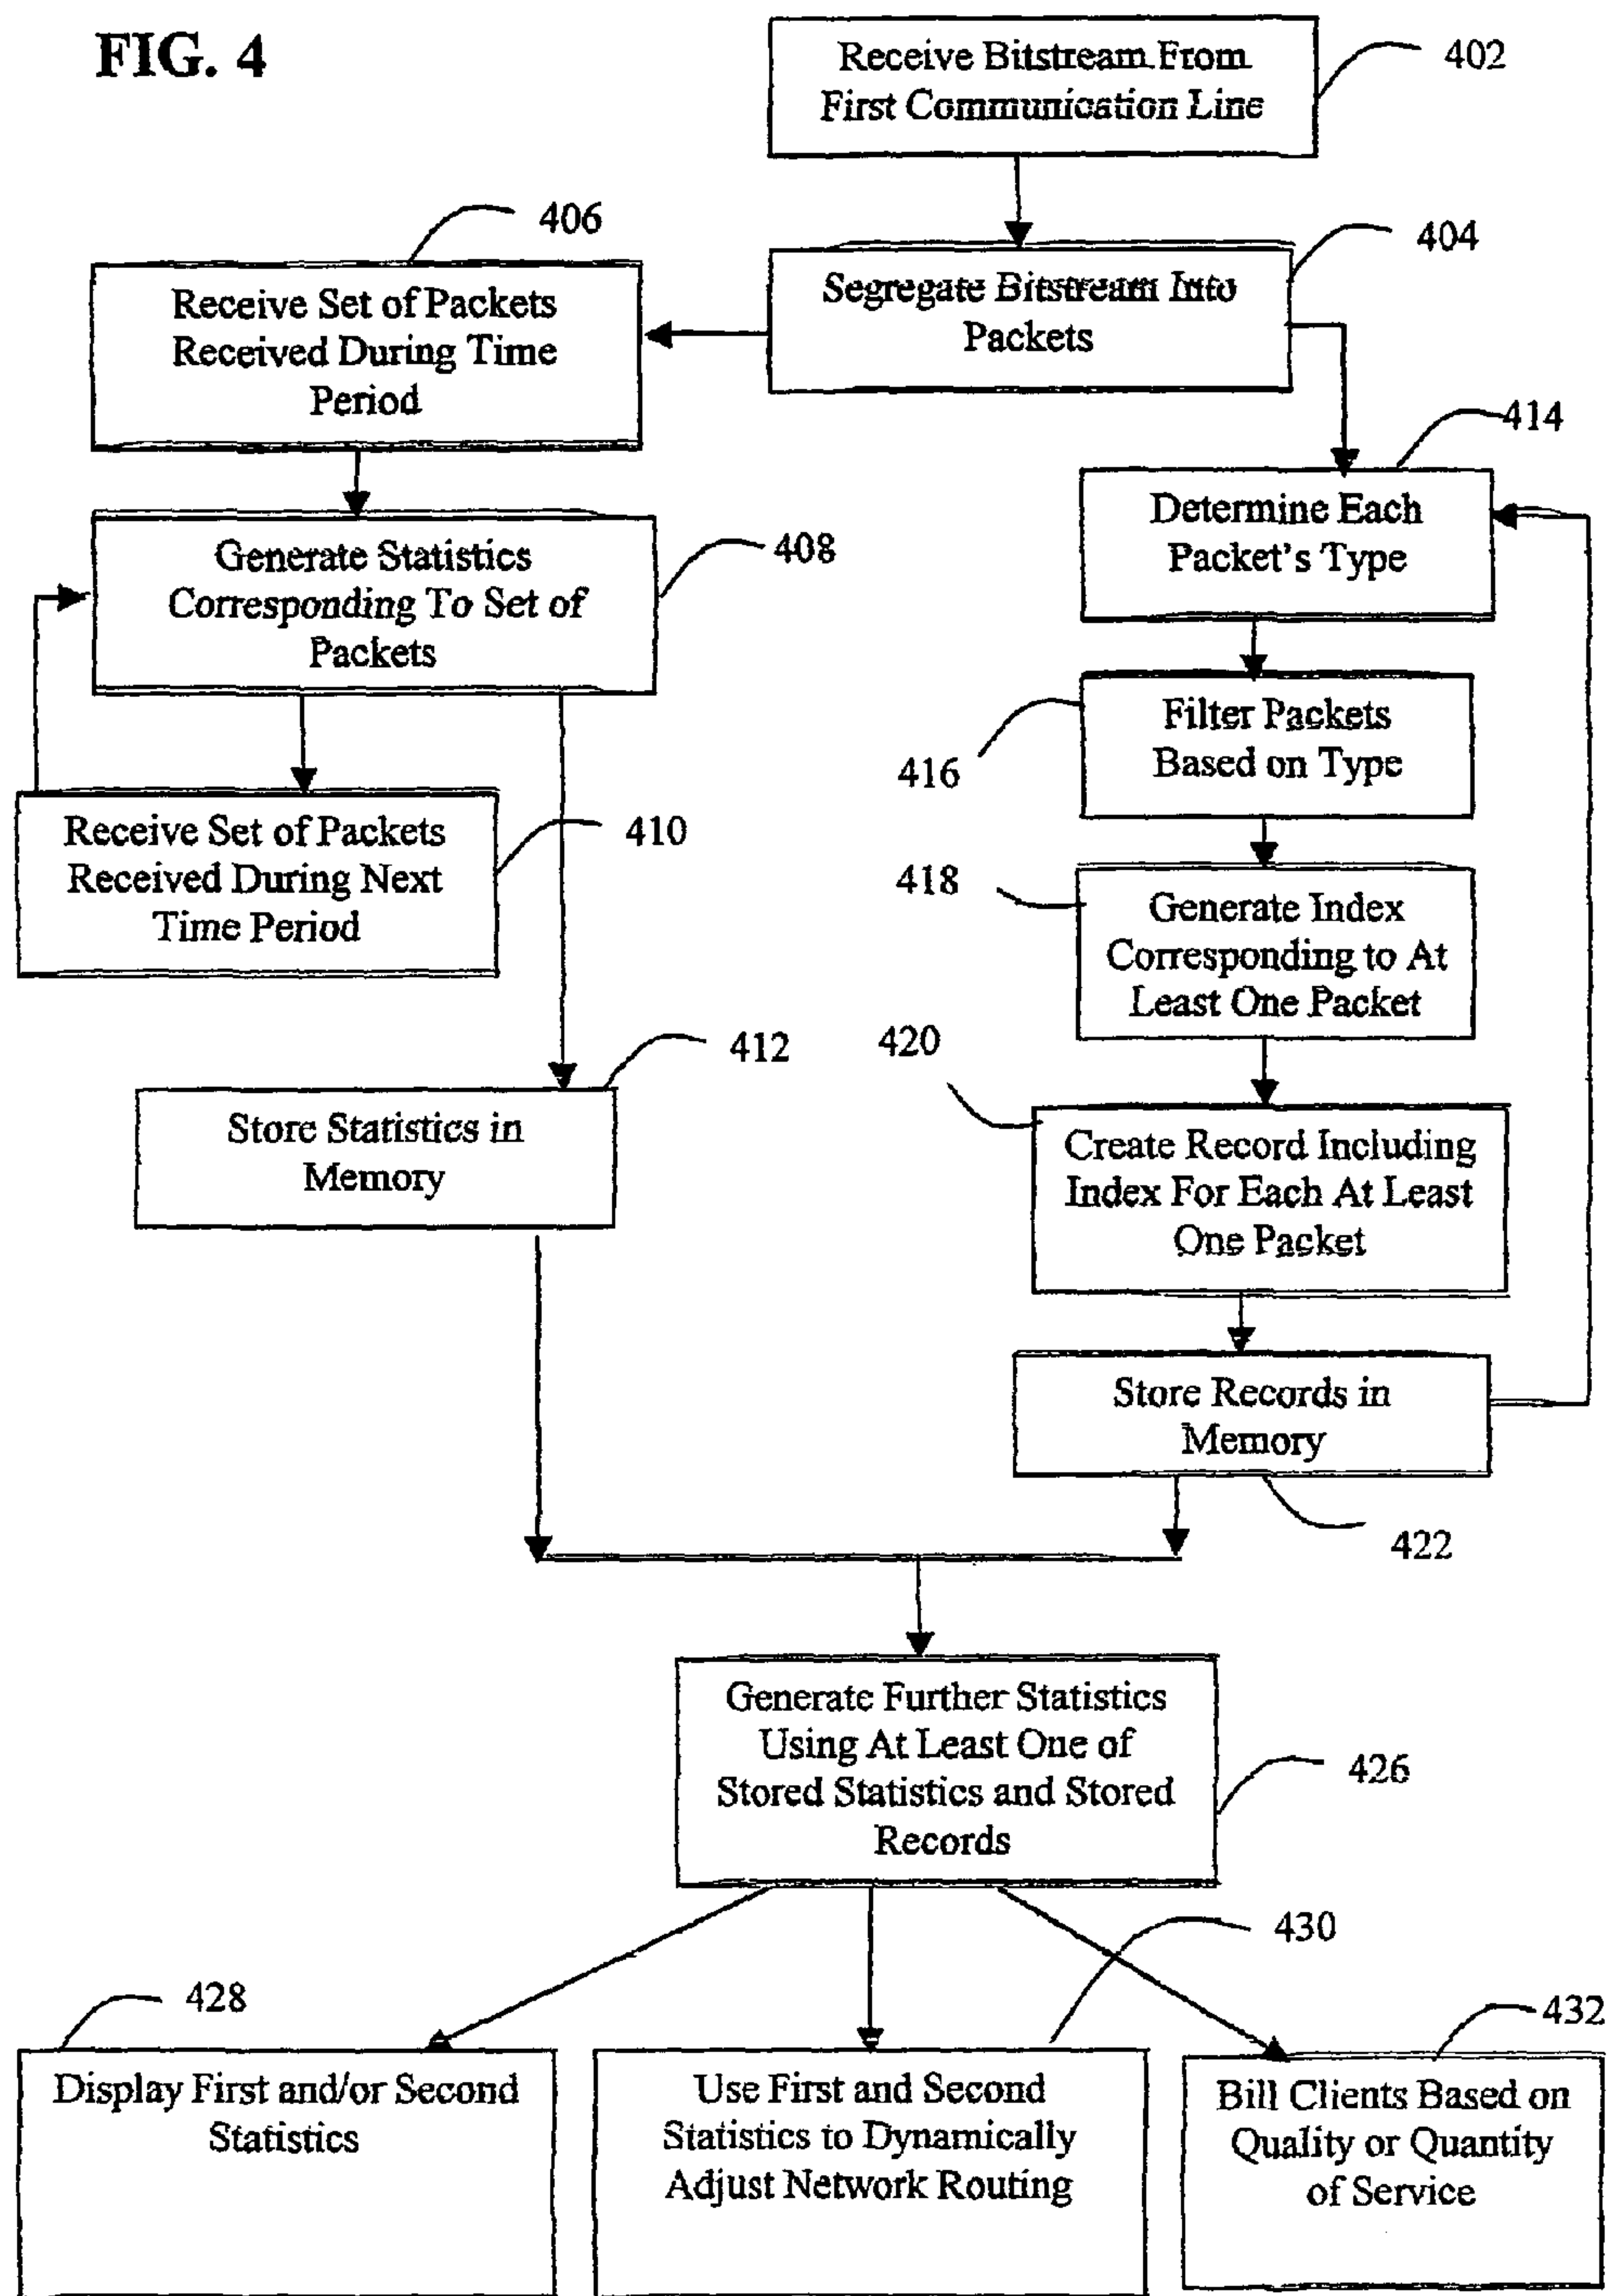 FIG. 4
Receive Bitstream From
First Communication Line
402
Segregate Bitstream Into
Packets
404
406
Receive Set of Packets
Received During Time
Period
Generate Statistics
Corresponding To Set of
Packets
408
Receive Set of Packets
Received During Next
Time Period
410
412
Store Statistics in
Memory
414
Determine Each
Packet's Type
Filter Packets
Based on Type
416
418
Generate Index
Corresponding to At
Least One Packet
420
Create Record Including
Index For Each At Least
One Packet
Store Records in
Memory
422
Generate Further Statistics
Using At Least One of
Stored Statistics and Stored
Records
426
428
Display First and/or Second
Statistics
430
Use First and Second
Statistics to Dynamically
Adjust Network Routing
432
Bill Clients Based on
Quality or Quantity
of Service